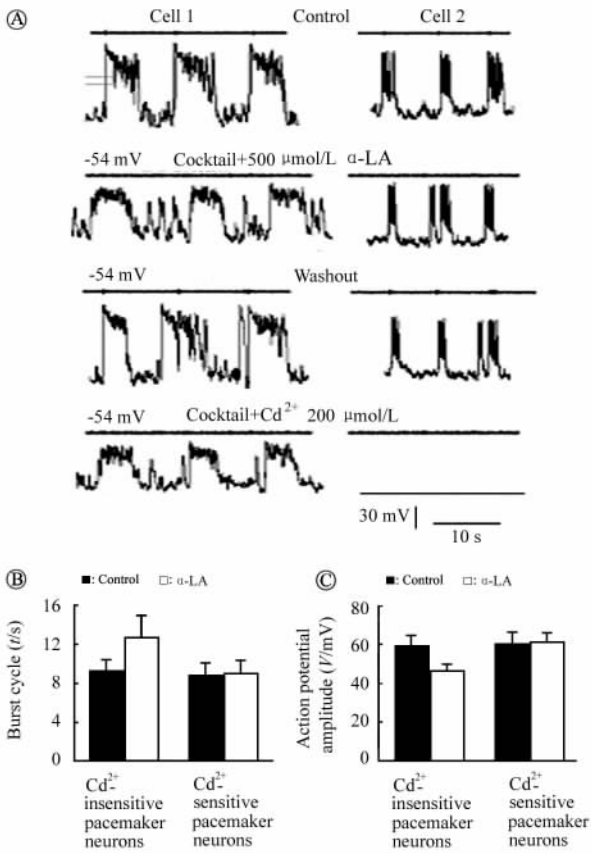 A
Cell 1 Control Cell 2
-54 mV Cocktail+500 μmol/L α-LA
-54 mV Washout
-54 mV Cocktail+Cd2+ 200 μmol/L
30 mV
10 s
B
■: Control □: α-LA
Burst cycle (t/s)
16
12
8
4
0
Cd2+-
insensitive
pacemaker
neurons
Cd2+-
sensitive
pacemaker
neurons
C
■: Control □: α-LA
Action potential
amplitude (V/mV)
80
60
40
20
0
Cd2+-
insensitive
pacemaker
neurons
Cd2+-
sensitive
pacemaker
neurons